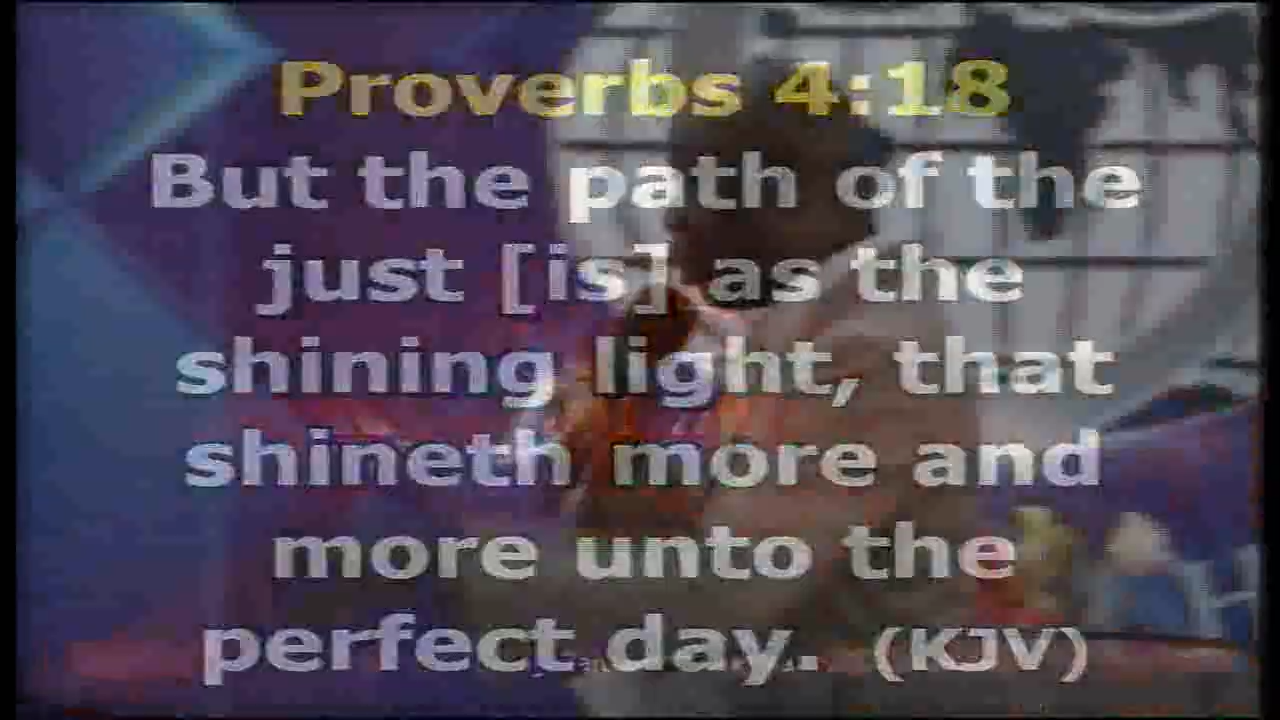 Proverbs 4:18
But the path of the
just [is] as the
shining light, that
shineth more and
more unto the
perfect day. (KJV)